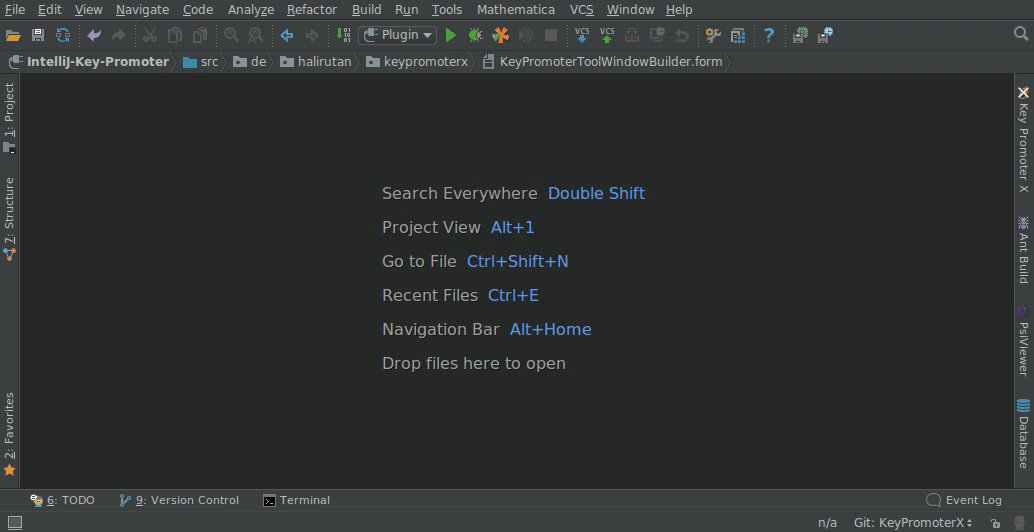 File Edit View Navigate Code Analyze Refactor Build Run Tools Mathematica VCS Window Help
Plugin VCS VCS ?
IntelliJ-Key-Promoter src de halirutan keypromoterx KeyPromoterToolWindowBuilder.form
1: Project
7: Structure
2: Favorites
Search Everywhere Double Shift
Project View Alt+1
Go to File Ctrl+Shift+N
Recent Files Ctrl+E
Navigation Bar Alt+Home
Drop files here to open
Key Promoter X
Ant Build
PsiViewer
Database
6: TODO 9: Version Control Terminal Event Log
n/a Git: KeyPromoterX